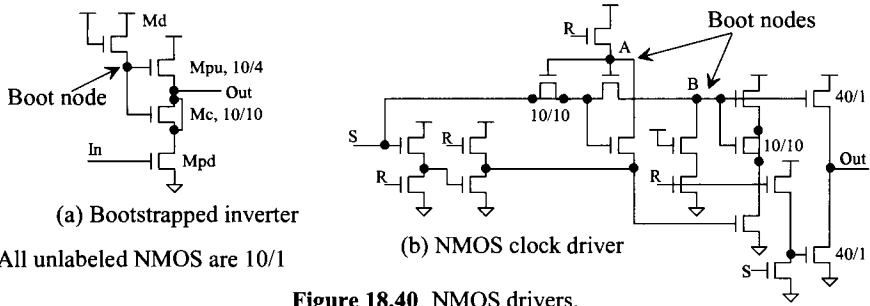 Md
Mpu, 10/4
Boot node
Out
Mc, 10/10
In
Mpd
(a) Bootstrapped inverter
All unlabeled NMOS are 10/1
R
A
Boot nodes
B
10/10
40/1
S
R
10/10
R
R
Out
S
40/1
(b) NMOS clock driver
Figure 18.40 NMOS drivers.